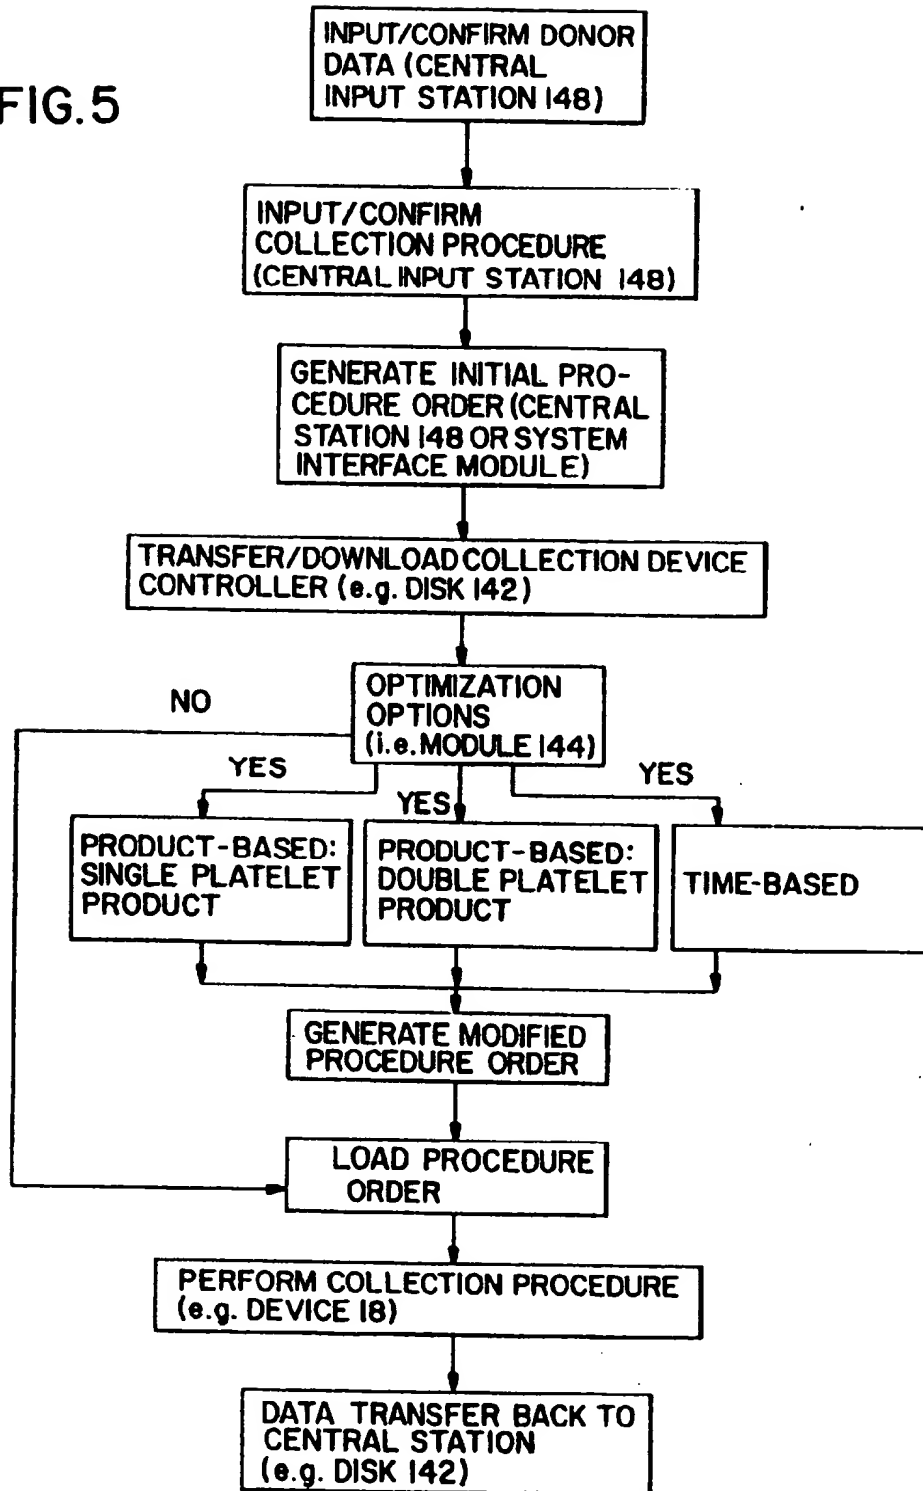 INPUT/CONFIRM DONOR
DATA (CENTRAL
INPUT STATION 148)
FIG.5
INPUT/CONFIRM
COLLECTION PROCEDURE
(CENTRAL INPUT STATION 148)
GENERATE INITIAL PRO-
CEDURE ORDER (CENTRAL
STATION 148 OR SYSTEM
INTERFACE MODULE)
TRANSFER/DOWNLOAD COLLECTION DEVICE
CONTROLLER (e.g. DISK 142)
OPTIMIZATION
OPTIONS
(i.e. MODULE 144)
NO
YES
YES
YES
PRODUCT-BASED:
SINGLE PLATELET
PRODUCT
PRODUCT-BASED:
DOUBLE PLATELET
PRODUCT
TIME-BASED
GENERATE MODIFIED
PROCEDURE ORDER
LOAD PROCEDURE
ORDER
PERFORM COLLECTION PROCEDURE
(e.g. DEVICE 18)
DATA TRANSFER BACK TO
CENTRAL STATION
(e.g. DISK 142)